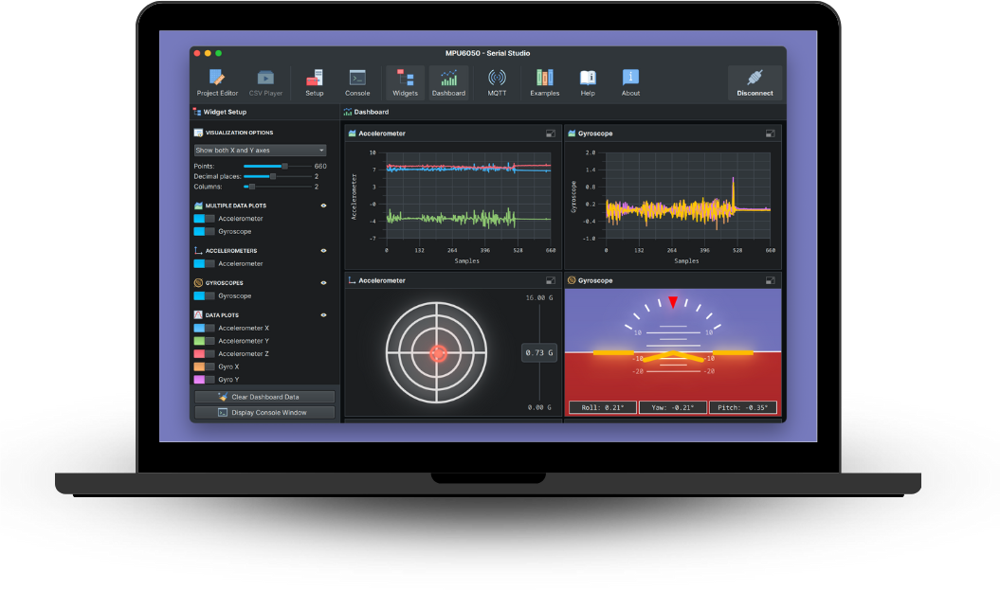 MPU6050 - Serial Studio
Project Editor
CSV Player
Setup
Console
Widgets
Dashboard
MQTT
Examples
Help
About
Disconnect
Widget Setup
VISUALIZATION OPTIONS
Show both X and Y axes
Points: 660
Decimal places: 2
Columns: 2
MULTIPLE DATA PLOTS
Accelerometer
Gyroscope
ACCELEROMETERS
Accelerometer
GYROSCOPES
Gyroscope
DATA PLOTS
Accelerometer X
Accelerometer Y
Accelerometer Z
Gyro X
Gyro Y
Clear Dashboard Data
Display Console Window
Dashboard
Accelerometer
10
7
3
-0
-4
-7
Accelerometer
0 132 264 396 528 660
Samples
Gyroscope
2.0
1.4
0.8
0.2
-0.4
-1.0
Gyroscope
0 132 264 396 528 660
Samples
Accelerometer
16.00 G
0.73 G
0.00 G
Gyroscope
10 10
-10 -10
-20 -20
Roll: 0.21°
Yaw: -0.21°
Pitch: -0.35°